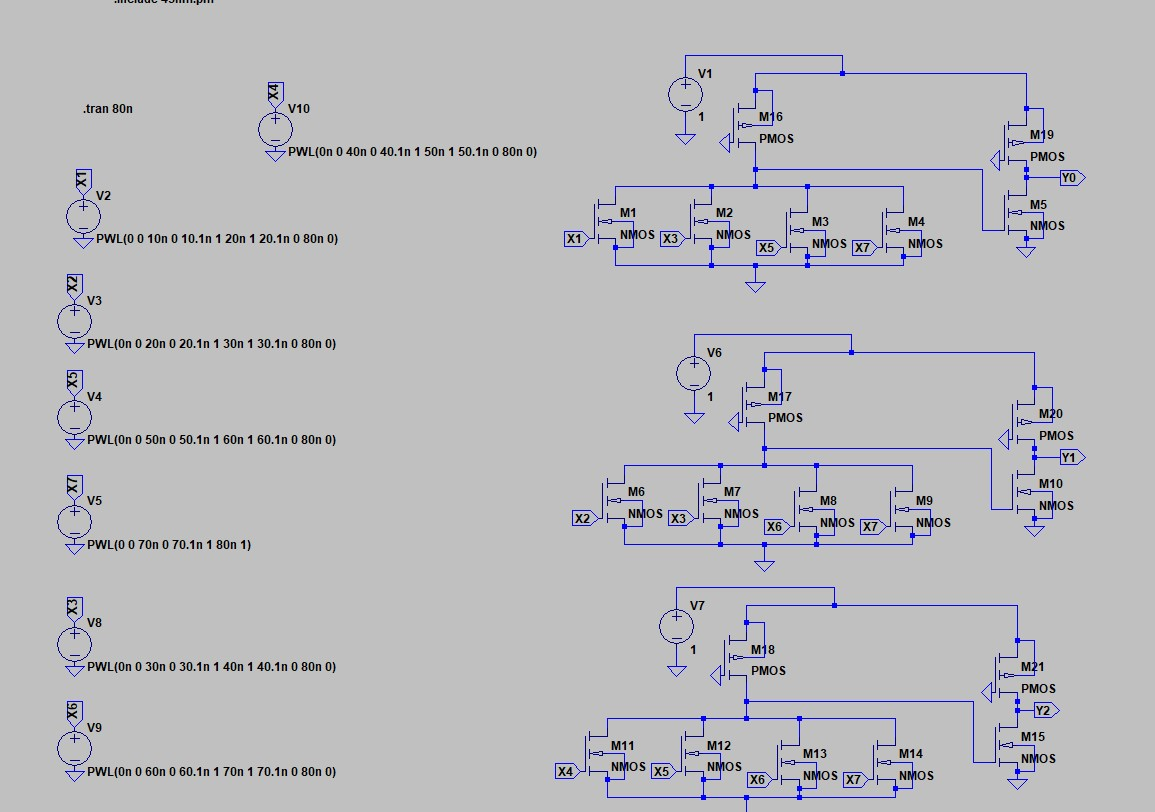 .include 45nm.pm
.tran 80n
X4
V10
PWL(0n 0 40n 0 40.1n 1 50n 1 50.1n 0 80n 0)
X1
V2
PWL(0 0 10n 0 10.1n 1 20n 1 20.1n 0 80n 0)
X2
V3
PWL(0n 0 20n 0 20.1n 1 30n 1 30.1n 0 80n 0)
X5
V4
PWL(0n 0 50n 0 50.1n 1 60n 1 60.1n 0 80n 0)
X7
V5
PWL(0 0 70n 0 70.1n 1 80n 1)
X3
V8
PWL(0n 0 30n 0 30.1n 1 40n 1 40.1n 0 80n 0)
X6
V9
PWL(0n 0 60n 0 60.1n 1 70n 1 70.1n 0 80n 0)
V1
1
M16
PMOS
M19
PMOS
Y0
M5
NMOS
M1
NMOS
X1
M2
NMOS
X3
M3
NMOS
X5
M4
NMOS
X7
V6
1
M17
PMOS
M20
PMOS
Y1
M10
NMOS
M6
NMOS
X2
M7
NMOS
X3
M8
NMOS
X6
M9
NMOS
X7
V7
1
M18
PMOS
M21
PMOS
Y2
M15
NMOS
M11
NMOS
X4
M12
NMOS
X5
M13
NMOS
X6
M14
NMOS
X7